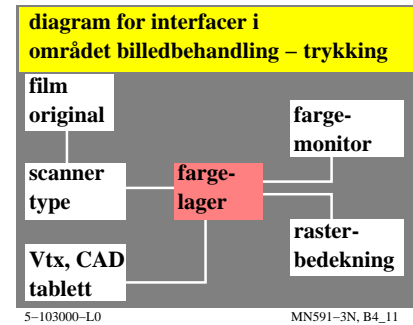 diagram for interfacer i
området billedbehandling – trykking
film
original
farge-
monitor
scanner
type
farge-
lager
raster-
bedekning
Vtx, CAD
tablett
5–103000–L0
MN591–3N, B4_11